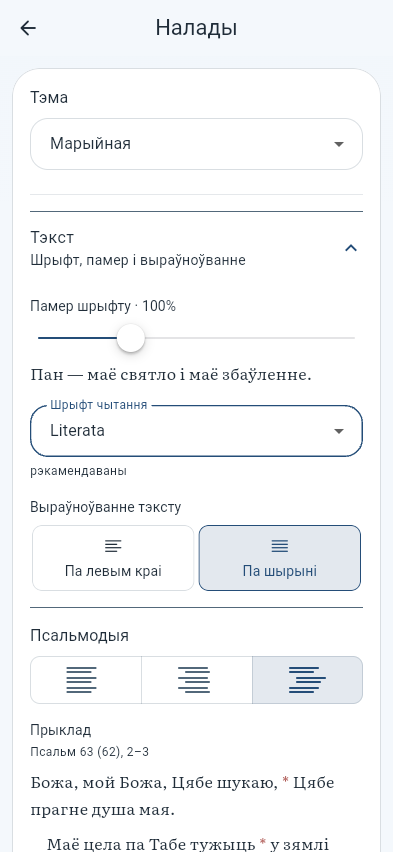 Налады
Тэма
Марыйная
Тэкст
Шрыфт, памер і выраўноўванне
Памер шрыфту · 100%
Пан — маё святло і маё збаўленне.
Шрыфт чытання
Literata
рэкамендаваны
Выраўноўванне тэксту
Па левым краі
Па шырыні
Псальмодыя
Прыклад
Псальм 63 (62), 2–3
Божа, мой Божа, Цябе шукаю, * Цябе
прагне душа мая.
Маё цела па Табе тужыць * у зямлі